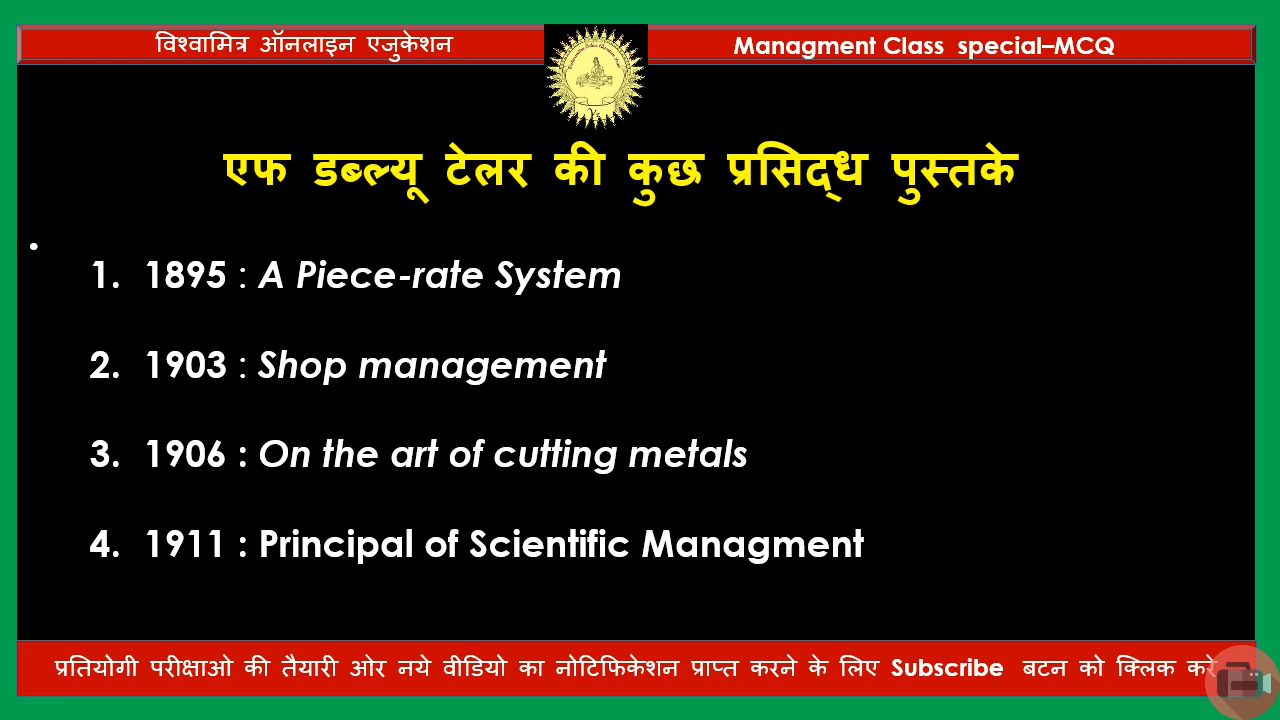 विश्वामित्र ऑनलाइन एजुकेशन
Managment Class special–MCQ
एफ डब्ल्यू टेलर की कुछ प्रसिद्ध पुस्तके
1. 1895 : A Piece-rate System
2. 1903 : Shop management
3. 1906 : On the art of cutting metals
4. 1911 : Principal of Scientific Managment
प्रतियोगी परीक्षाओ की तैयारी ओर नये वीडियो का नोटिफिकेशन प्राप्त करने के लिए Subscribe बटन को क्लिक करे